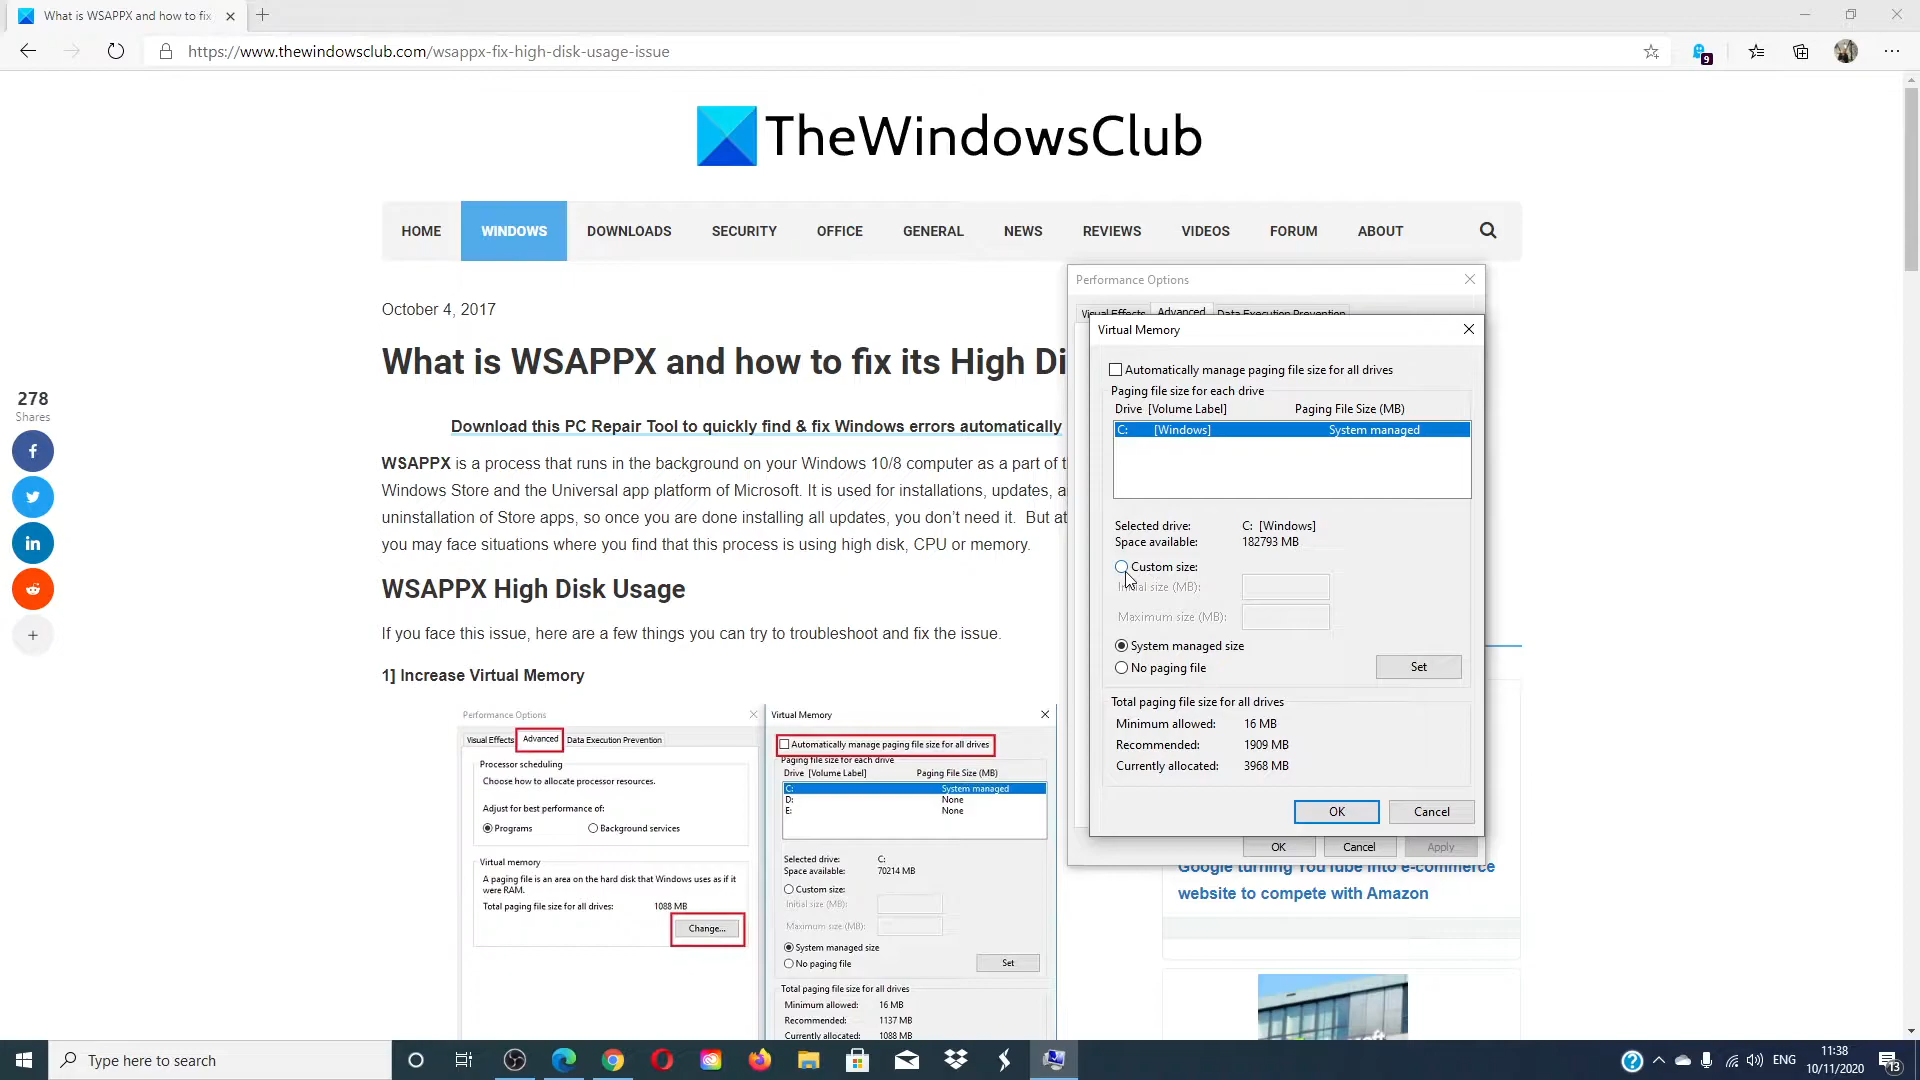 What is WSAPPX and how to fix
https://www.thewindowsclub.com/wsappx-fix-high-disk-usage-issue
9
TheWindowsClub
HOME
WINDOWS
DOWNLOADS
SECURITY
OFFICE
GENERAL
NEWS
REVIEWS
VIDEOS
FORUM
ABOUT
October 4, 2017
What is WSAPPX and how to fix its High Di
Download this PC Repair Tool to quickly find & fix Windows errors automatically
WSAPPX is a process that runs in the background on your Windows 10/8 computer as a part of t
Windows Store and the Universal app platform of Microsoft. It is used for installations, updates, a
uninstallation of Store apps, so once you are done installing all updates, you don't need it. But at
you may face situations where you find that this process is using high disk, CPU or memory.
WSAPPX High Disk Usage
If you face this issue, here are a few things you can try to troubleshoot and fix the issue.
1] Increase Virtual Memory
278
Shares
f
in
+
Performance Options
Visual Effects
Advanced
Data Execution Prevention
Processor scheduling
Choose how to allocate processor resources.
Adjust for best performance of:
Programs
Background services
Virtual memory
A paging file is an area on the hard disk that Windows uses as if it
were RAM.
Total paging file size for all drives: 1088 MB
Change...
Virtual Memory
Automatically manage paging file size for all drives
Paging file size for each drive
Drive [Volume Label] Paging File Size (MB)
C: System managed
D: None
E: None
Selected drive: C:
Space available: 70214 MB
Custom size:
Initial size (MB):
Maximum size (MB):
System managed size
No paging file
Set
Total paging file size for all drives
Minimum allowed: 16 MB
Recommended: 1137 MB
Currently allocated: 1088 MB
Performance Options
Visual Effects
Advanced
Data Execution Prevention
Virtual Memory
Automatically manage paging file size for all drives
Paging file size for each drive
Drive [Volume Label] Paging File Size (MB)
C: [Windows] System managed
Selected drive: C: [Windows]
Space available: 182793 MB
Custom size:
Initial size (MB):
Maximum size (MB):
System managed size
No paging file
Set
Total paging file size for all drives
Minimum allowed: 16 MB
Recommended: 1909 MB
Currently allocated: 3968 MB
OK
Cancel
OK
Cancel
Apply
Google turning YouTube into e-commerce
website to compete with Amazon
Type here to search
ENG
11:38
10/11/2020
13